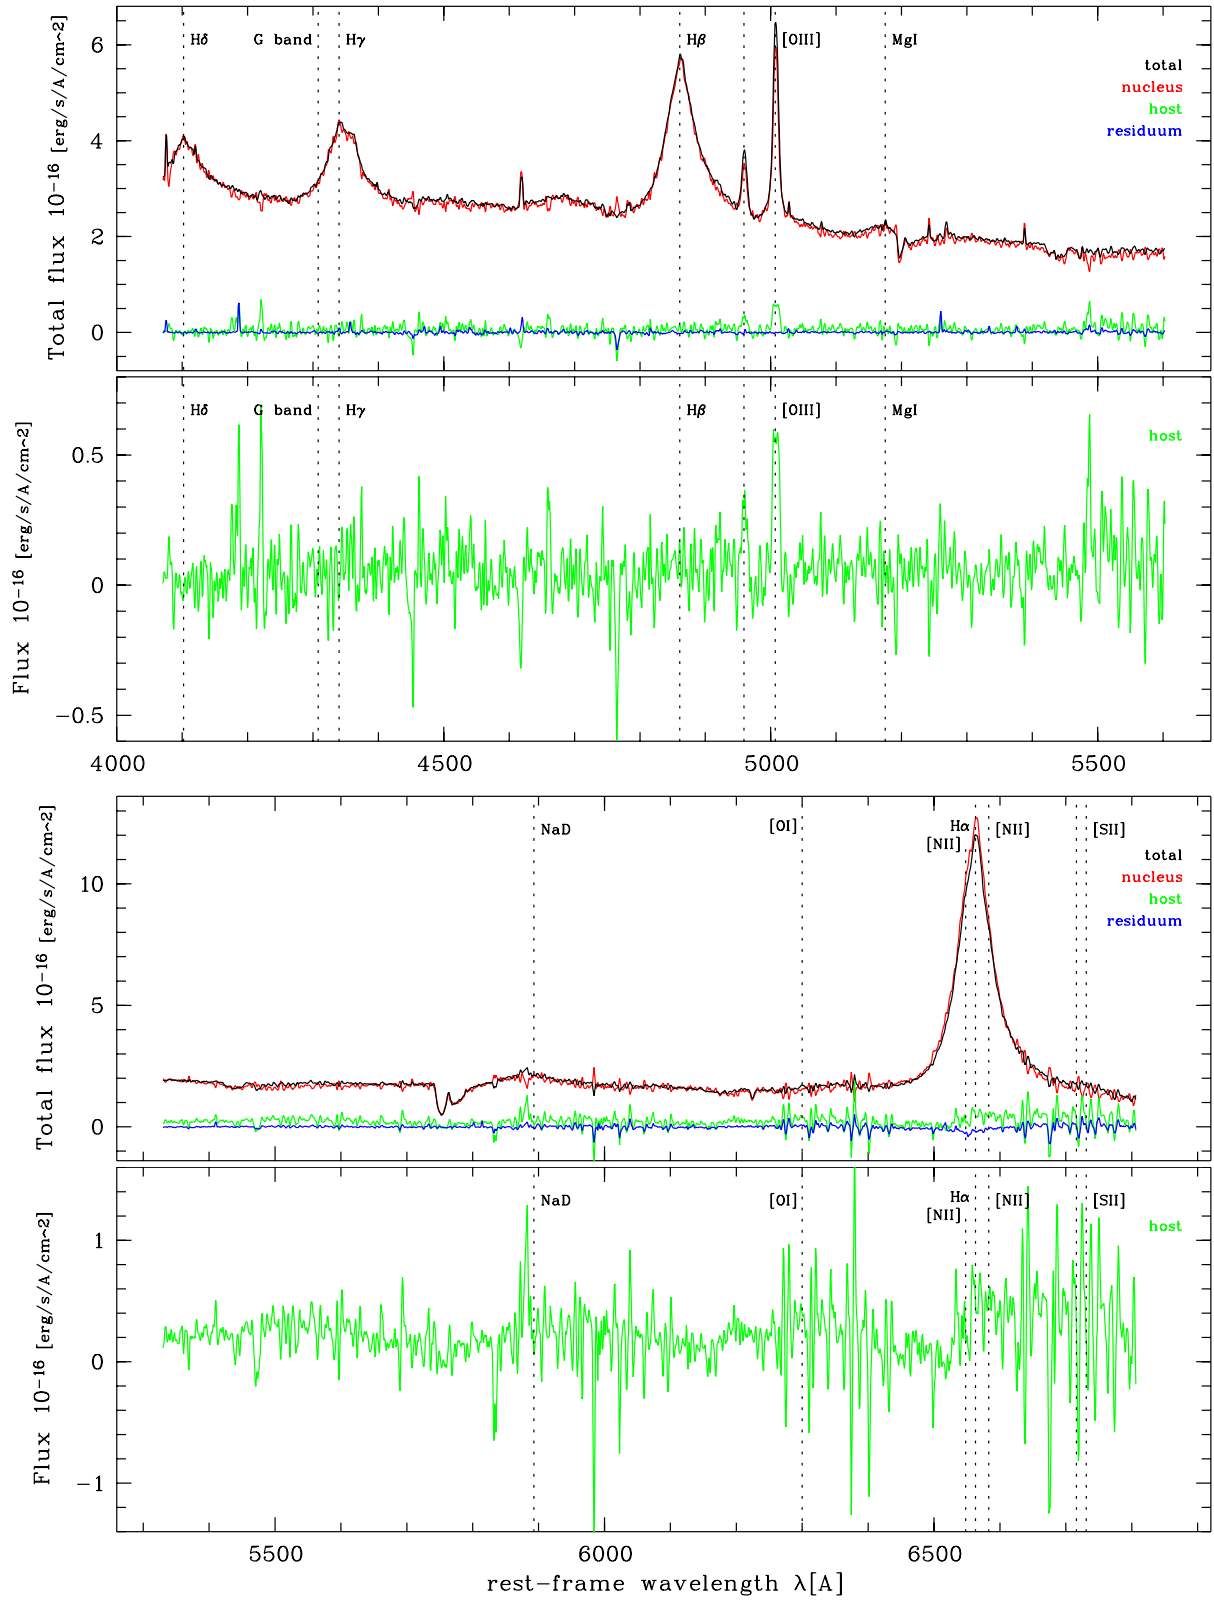 Total flux 10−16 [erg/s/A/cm~2]
6
4
2
0
Hδ
G band
Hγ
Hβ
[OIII]
MgI
total
nucleus
host
residuum
Flux 10−16 [erg/s/A/cm~2]
0.5
0
−0.5
Hδ
G band
Hγ
Hβ
[OIII]
MgI
host
4000
4500
5000
5500
Total flux 10−16 [erg/s/A/cm~2]
10
5
0
NaD
[OI]
Hα
[NII]
[NII]
[SII]
total
nucleus
host
residuum
Flux 10−16 [erg/s/A/cm~2]
1
0
−1
NaD
[OI]
Hα
[NII]
[NII]
[SII]
host
5500
6000
6500
rest−frame wavelength λ[A]